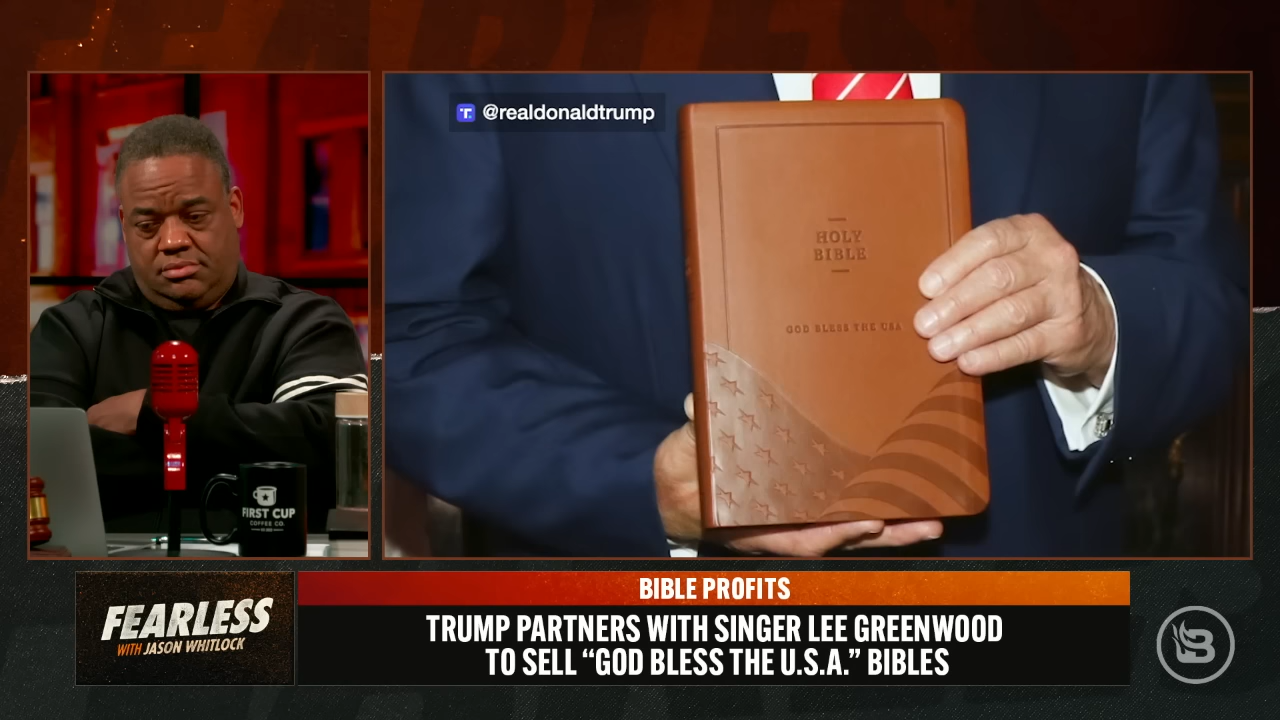 @realdonaldtrump
HOLY
BIBLE
GOD BLESS THE USA
FIRST CUP
COFFEE CO.
BIBLE PROFITS
FEARLESS
WITH JASON WHITLOCK
TRUMP PARTNERS WITH SINGER LEE GREENWOOD
TO SELL “GOD BLESS THE U.S.A.” BIBLES
B